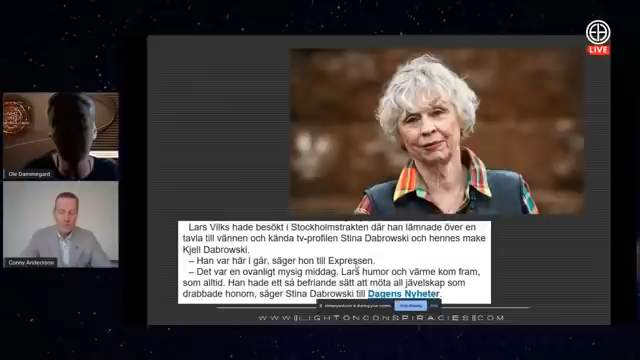 LIVE
Ole Dammegard
Conny Andersson
Lars Vilks hade besökt i Stockholmstrakten där han lämnade över en
tavla till vännen och kända tv-profilen Stina Dabrowski och hennes make
Kjell Dabrowski.
– Han var här i går, säger hon till Expressen.
– Det var en ovanligt mysig middag. Lars humor och värme kom fram,
som alltid. Han hade ett så befriande sätt att möta all jävelskap som
drabbade honom, säger Stina Dabrowski till Dagens Nyheter.
WWW.||LIGHTONCONSPIRACIES||COM